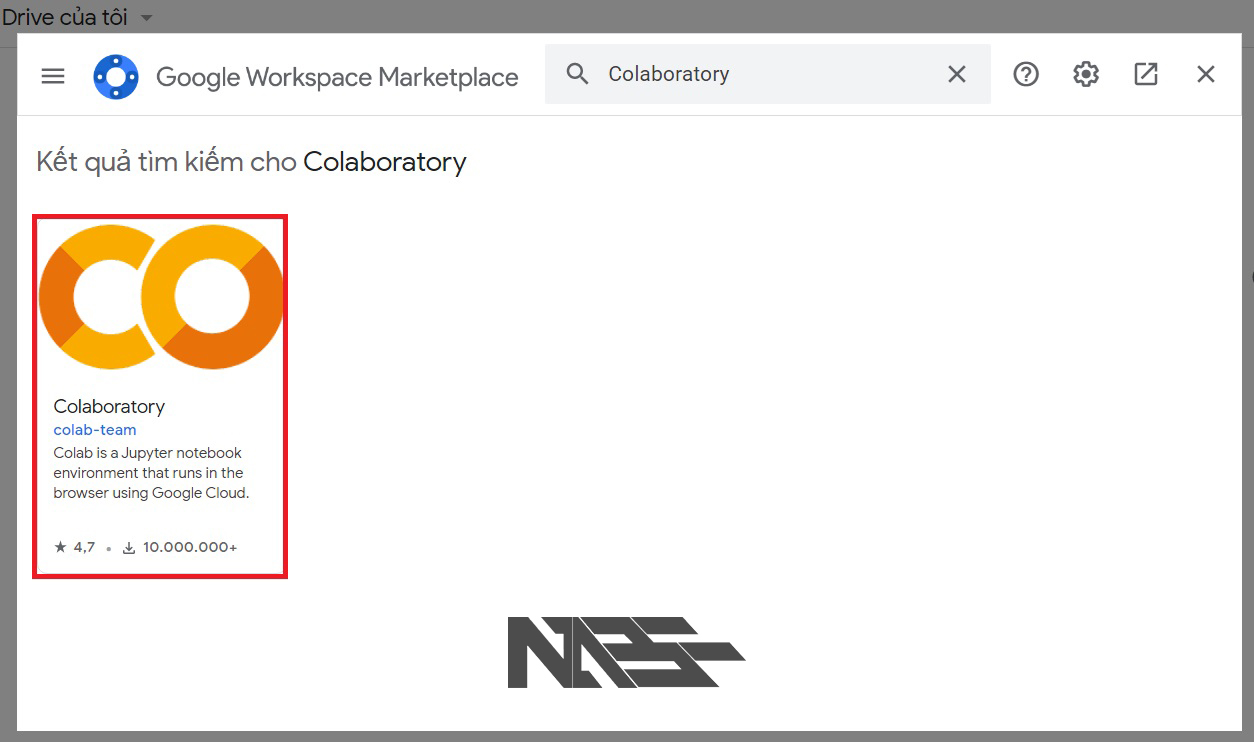 Drive của tôi
Google Workspace Marketplace
Colaboratory
Kết quả tìm kiếm cho Colaboratory
Colaboratory
colab-team
Colab is a Jupyter notebook
environment that runs in the
browser using Google Cloud.
4,7 • 10.000.000+